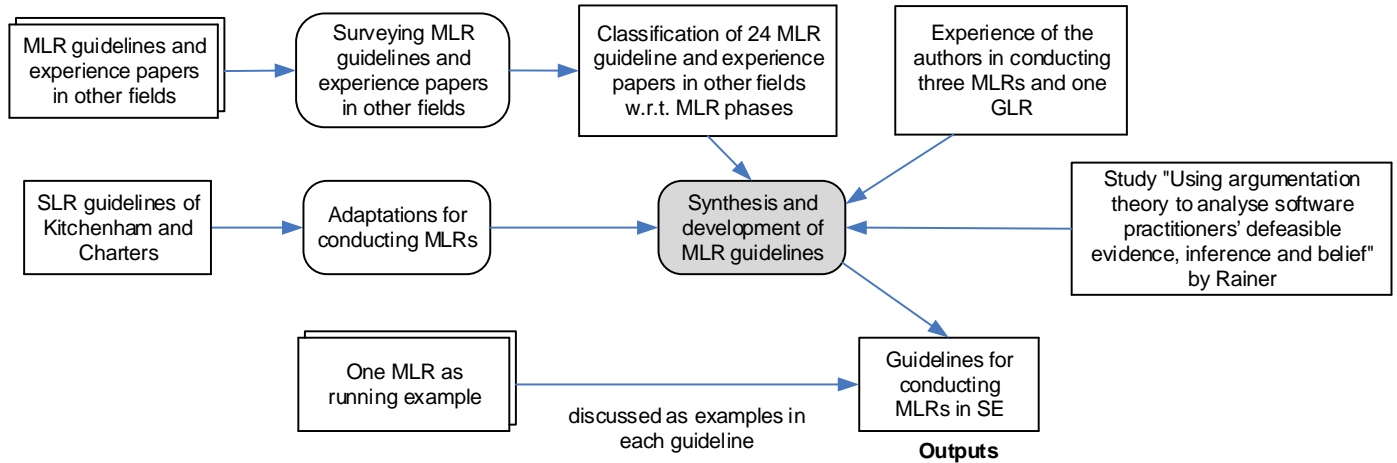 MLR guidelines and
experience papers
in other fields
Surveying MLR
guidelines and
experience papers
in other fields
Classification of 24 MLR
guideline and experience
papers in other fields
w.r.t. MLR phases
Experience of the
authors in conducting
three MLRs and one
GLR
SLR guidelines of
Kitchenham and
Charters
Adaptations for
conducting MLRs
Synthesis and
development of
MLR guidelines
Study "Using argumentation
theory to analyse software
practitioners’ defeasible
evidence, inference and belief"
by Rainer
One MLR as
running example
discussed as examples in
each guideline
Guidelines for
conducting
MLRs in SE
Outputs